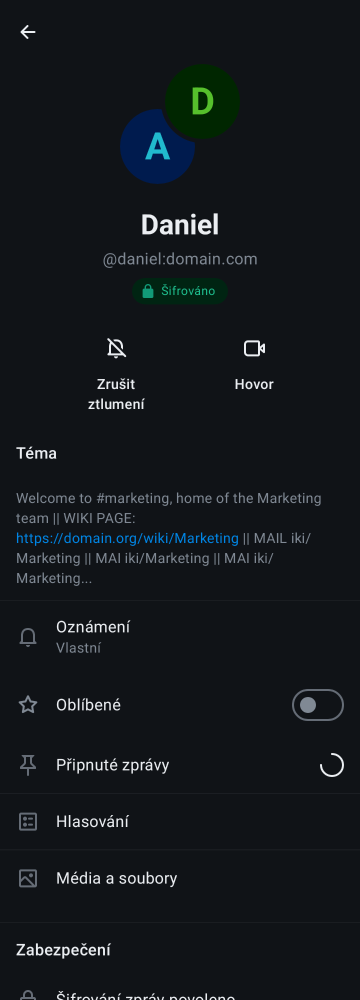 D
A
Daniel
@daniel:domain.com
Šifrováno
Zrušit
ztlumení
Hovor
Téma
Welcome to #marketing, home of the Marketing
team || WIKI PAGE:
https://domain.org/wiki/Marketing || MAIL iki/
Marketing || MAI iki/Marketing || MAI iki/
Marketing...
Oznámení
Vlastní
Oblíbené
Připnuté zprávy
Hlasování
Média a soubory
Zabezpečení
Šifrování zpráv povoleno